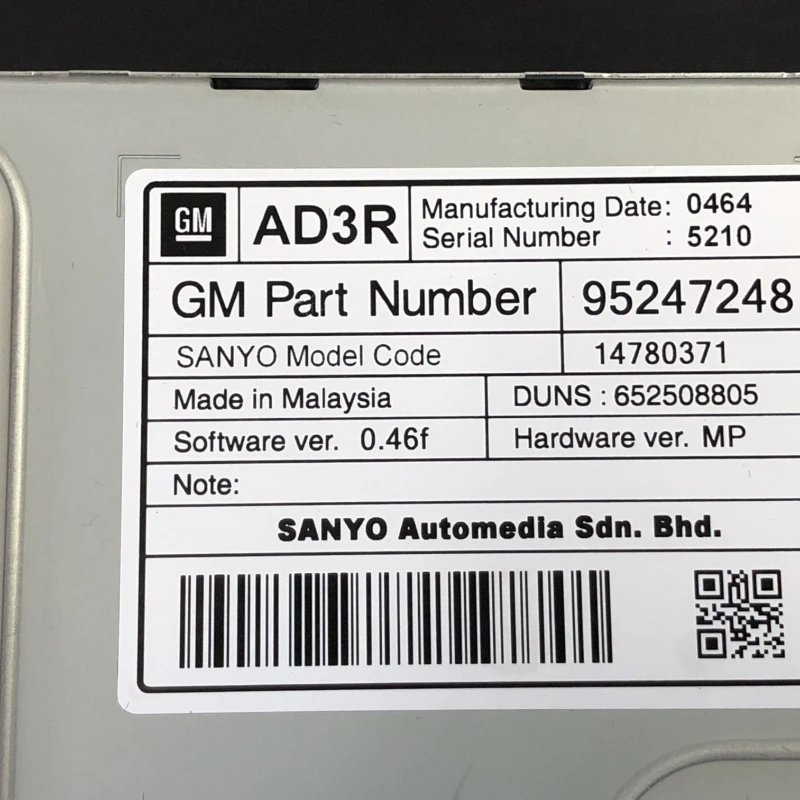 GM AD3R Manufacturing Date: 0464
Serial Number : 5210
GM Part Number 95247248
SANYO Model Code 14780371
Made in Malaysia DUNS : 652508805
Software ver. 0.46f Hardware ver. MP
Note:
SANYO Automedia Sdn. Bhd.